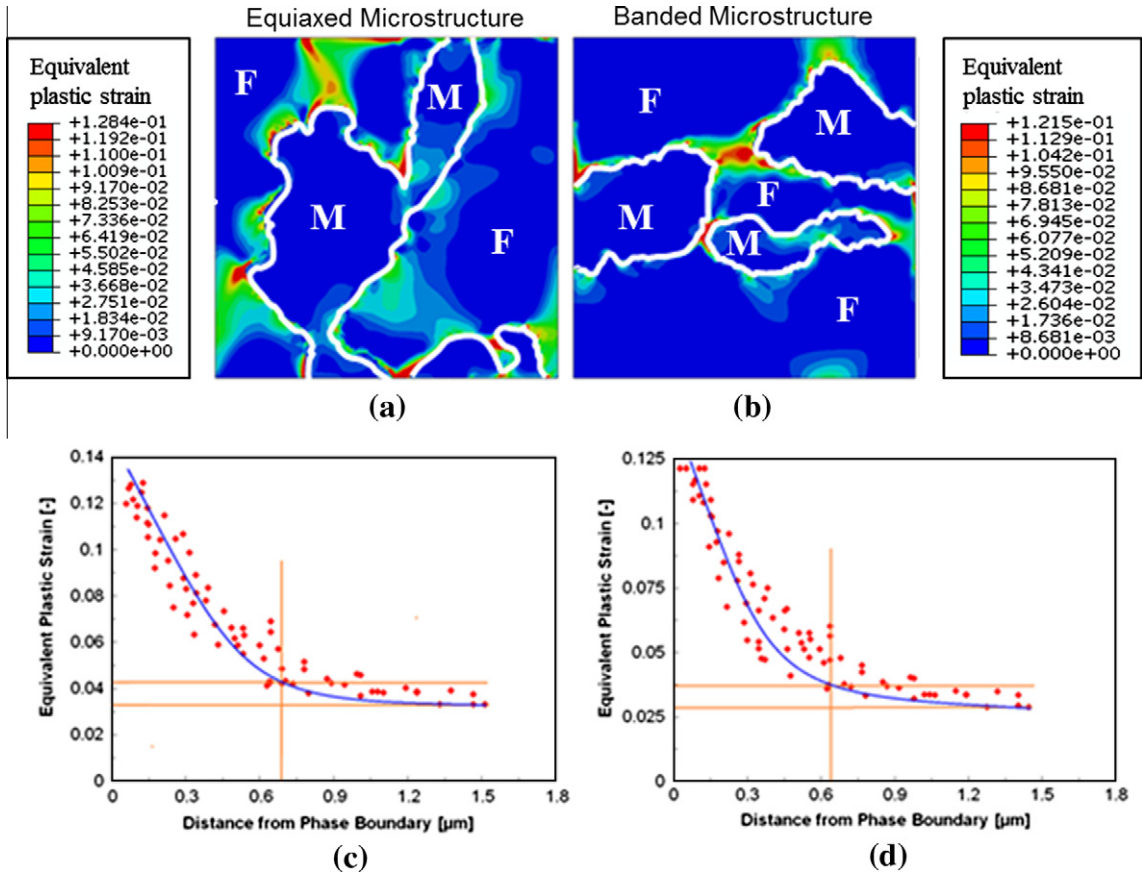 Equiaxed Microstructure
Banded Microstructure
Equivalent
plastic strain
+1.284e-01
+1.192e-01
+1.100e-01
+1.009e-01
+9.170e-02
+8.253e-02
+7.336e-02
+6.419e-02
+5.502e-02
+4.585e-02
+3.668e-02
+2.751e-02
+1.834e-02
+9.170e-03
+0.000e+00
F
M
M
F
F
M
M
F
M
F
Equivalent
plastic strain
+1.215e-01
+1.129e-01
+1.042e-01
+9.550e-02
+8.681e-02
+7.813e-02
+6.945e-02
+6.077e-02
+5.209e-02
+4.341e-02
+3.473e-02
+2.604e-02
+1.736e-02
+8.681e-03
+0.000e+00
(a)
(b)
Equivalent Plastic Strain [-]
0.14
0.12
0.1
0.08
0.06
0.04
0.02
0
0
0.3
0.6
0.9
1.2
1.5
1.8
Distance from Phase Boundary [μm]
(c)
Equivalent Plastic Strain [-]
0.125
0.1
0.075
0.05
0.025
0
0
0.3
0.6
0.9
1.2
1.5
1.8
Distance from Phase Boundary [μm]
(d)